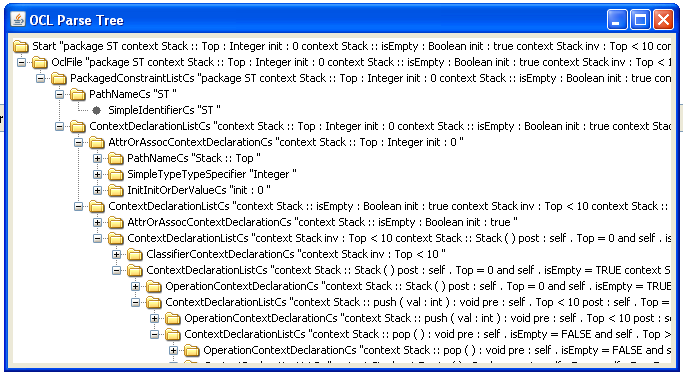 OCL Parse Tree
Start "package ST context Stack :: Top : Integer init : 0 context Stack :: isEmpty : Boolean init : true context Stack inv : Top < 10 co
OclFile "package ST context Stack :: Top : Integer init : 0 context Stack :: isEmpty : Boolean init : true context Stack inv : Top < 1
PackagedConstraintListCs "package ST context Stack :: Top : Integer init : 0 context Stack :: isEmpty : Boolean init : true con
PathNameCs "ST "
SimpleIdentifierCs "ST "
ContextDeclarationListCs "context Stack :: Top : Integer init : 0 context Stack :: isEmpty : Boolean init : true context Stac
AttrOrAssocContextDeclarationCs "context Stack :: Top : Integer init : 0 "
PathNameCs "Stack :: Top "
SimpleTypeTypeSpecifier "Integer "
InitInitOrDerValueCs "init : 0 "
ContextDeclarationListCs "context Stack :: isEmpty : Boolean init : true context Stack inv : Top < 10 context Stack ::
AttrOrAssocContextDeclarationCs "context Stack :: isEmpty : Boolean init : true "
ContextDeclarationListCs "context Stack inv : Top < 10 context Stack :: Stack ( ) post : self . Top = 0 and self . is
ClassifierContextDeclarationCs "context Stack inv : Top < 10 "
ContextDeclarationListCs "context Stack :: Stack ( ) post : self . Top = 0 and self . isEmpty = TRUE context S
OperationContextDeclarationCs "context Stack :: Stack ( ) post : self . Top = 0 and self . isEmpty = TRUE
ContextDeclarationListCs "context Stack :: push ( val : int ) : void pre : self . Top < 10 post : self . Top =
OperationContextDeclarationCs "context Stack :: push ( val : int ) : void pre : self . Top < 10 post : s
ContextDeclarationListCs "context Stack :: pop ( ) : void pre : self . isEmpty = FALSE and self . Top >
OperationContextDeclarationCs "context Stack :: pop ( ) : void pre : self . isEmpty = FALSE and se